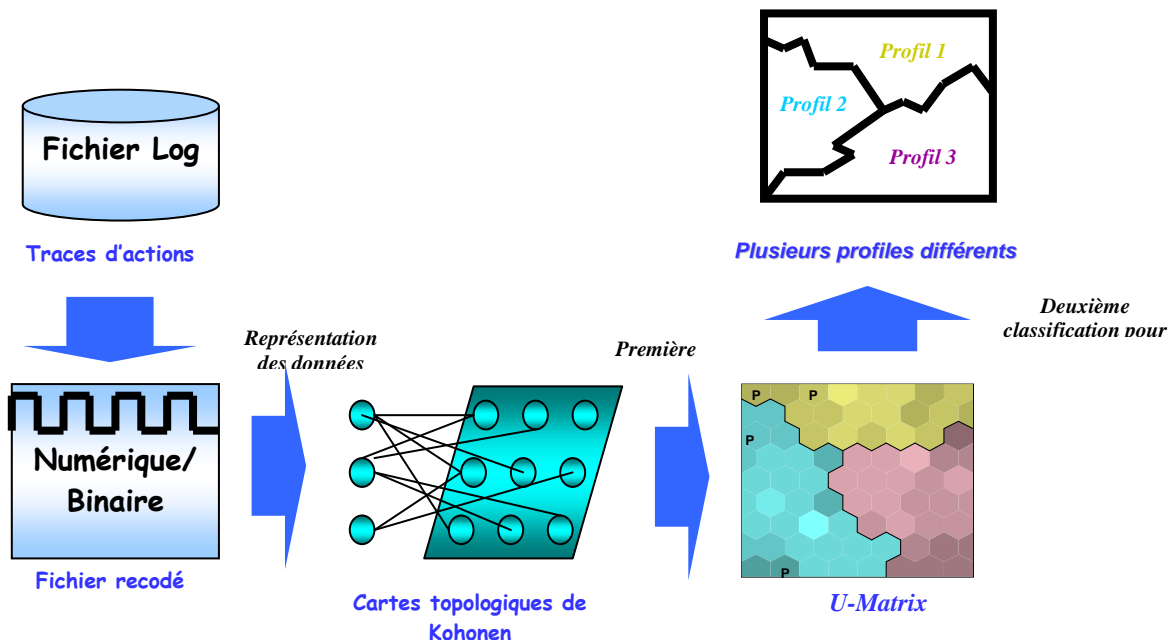 Fichier Log
Traces d'actions
Numérique/
Binaire
Fichier recodé
Représentation
des données
Cartes topologiques de
Kohonen
Première
P
P
P
P
U-Matrix
Deuxième
classification pour
Plusieurs profiles différents
Profil 1
Profil 2
Profil 3